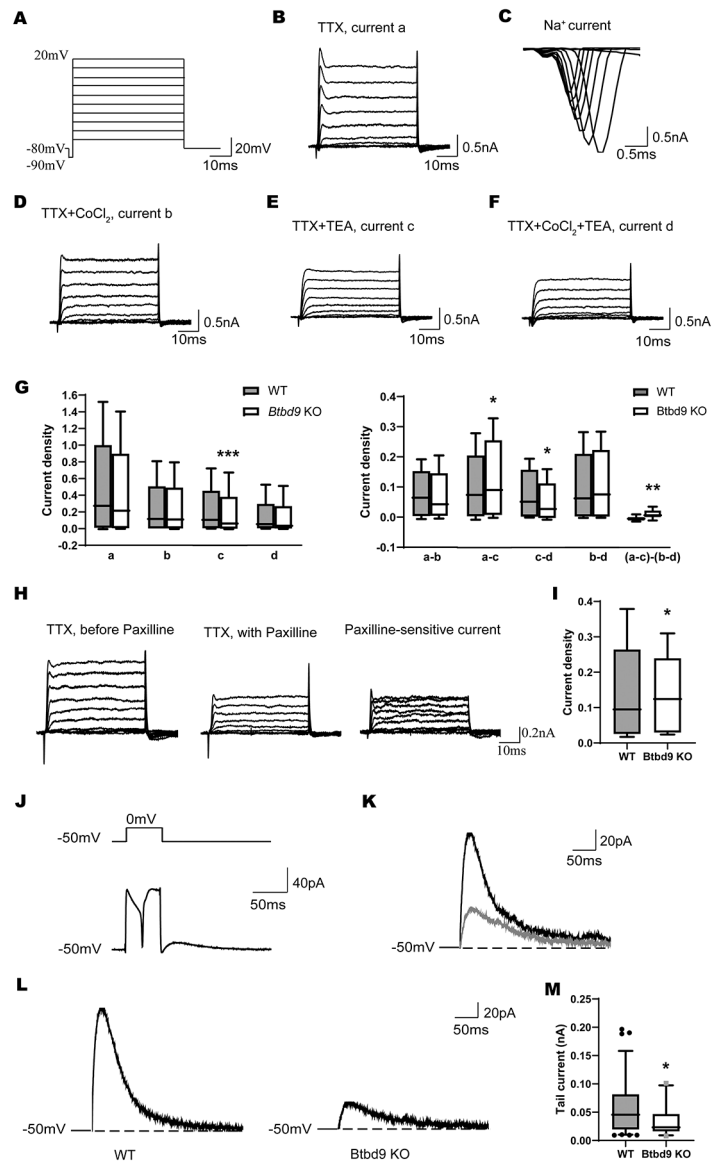 A
20mV
-80mV
-90mV
20mV
10ms
B
TTX, current a
0.5nA
10ms
C
Na⁺ current
0.5nA
0.5ms
D
TTX+CoCl₂, current b
0.5nA
10ms
E
TTX+TEA, current c
0.5nA
10ms
F
TTX+CoCl₂+TEA, current d
0.5nA
10ms
G
Current density
1.6
1.4
1.2
1.0
0.8
0.6
0.4
0.2
0.0
-0.2
WT
Btbd9 KO
***
a b c d
Current density
0.4
0.3
0.2
0.1
0.0
-0.1
WT
Btbd9 KO
*
*
**
a-b a-c c-d b-d (a-c)-(b-d)
H
TTX, before Paxilline
TTX, with Paxilline
Paxilline-sensitive current
0.2nA
10ms
I
Current density
0.4
0.3
0.2
0.1
0.0
*
WT Btbd9 KO
J
0mV
-50mV
40pA
50ms
-50mV
K
20pA
50ms
-50mV
L
20pA
50ms
-50mV
WT
-50mV
Btbd9 KO
M
Tail current (nA)
0.25
0.20
0.15
0.10
0.05
0.00
*
WT Btbd9 KO